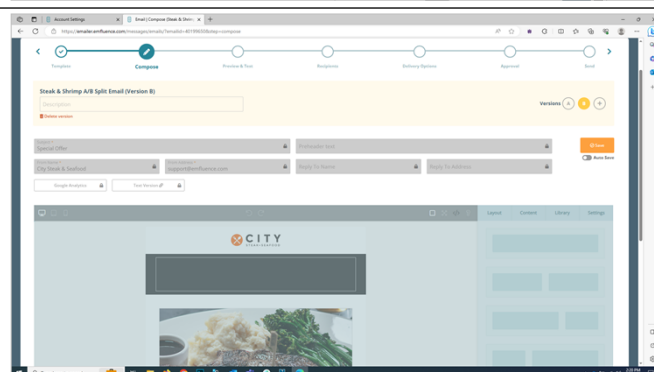 Account Settings
Email | Compose (Steak & Shrim
https://emailer.emfluence.com/messages/emails/?emailId=40199630&step=compose
Template
Compose
Preview & Test
Recipients
Delivery Options
Approval
Send
Steak & Shrimp A/B Split Email (Version B)
Description
Delete version
Versions
A
Special Offer
Preheader text
Save
City Steak & Seafood
support@emfluence.com
Reply To Name
Reply To Address
Auto Save
Google Analytics
Text Version
Layout
Content
Library
Settings
CITY